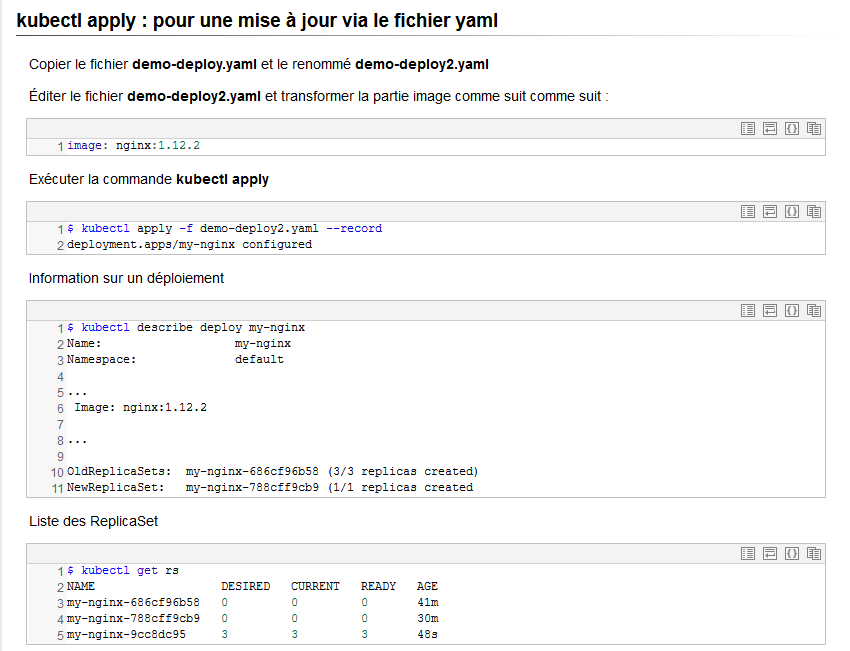 kubectl apply : pour une mise à jour via le fichier yaml
Copier le fichier demo-deploy.yaml et le renommé demo-deploy2.yaml
Éditer le fichier demo-deploy2.yaml et transformer la partie image comme suit comme suit :
1 image: nginx:1.12.2
Exécuter la commande kubectl apply
1 $ kubectl apply -f demo-deploy2.yaml --record
2 deployment.apps/my-nginx configured
Information sur un déploiement
1 $ kubectl describe deploy my-nginx
2 Name:                   my-nginx
3 Namespace:              default
4
5 ...
6  Image: nginx:1.12.2
7
8 ...
9
10 OldReplicaSets:  my-nginx-686cf96b58 (3/3 replicas created)
11 NewReplicaSet:   my-nginx-788cff9cb9 (1/1 replicas created
Liste des ReplicaSet
1 $ kubectl get rs
2 NAME                  DESIRED   CURRENT   READY   AGE
3 my-nginx-686cf96b58   0         0         0       41m
4 my-nginx-788cff9cb9   0         0         0       30m
5 my-nginx-9cc8dc95     3         3         3       48s